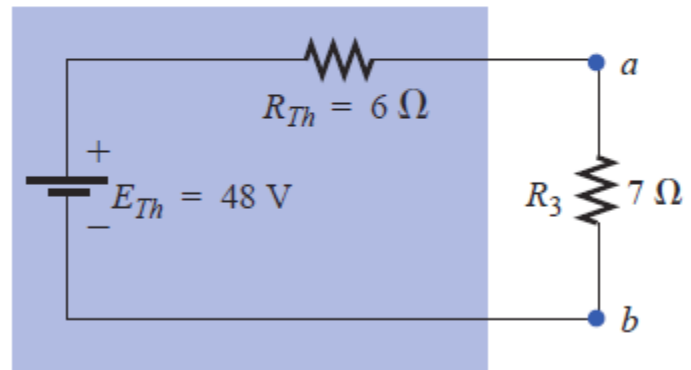 a
R_Th = 6 Ω
+
E_Th = 48 V
R_3 7 Ω
−
b